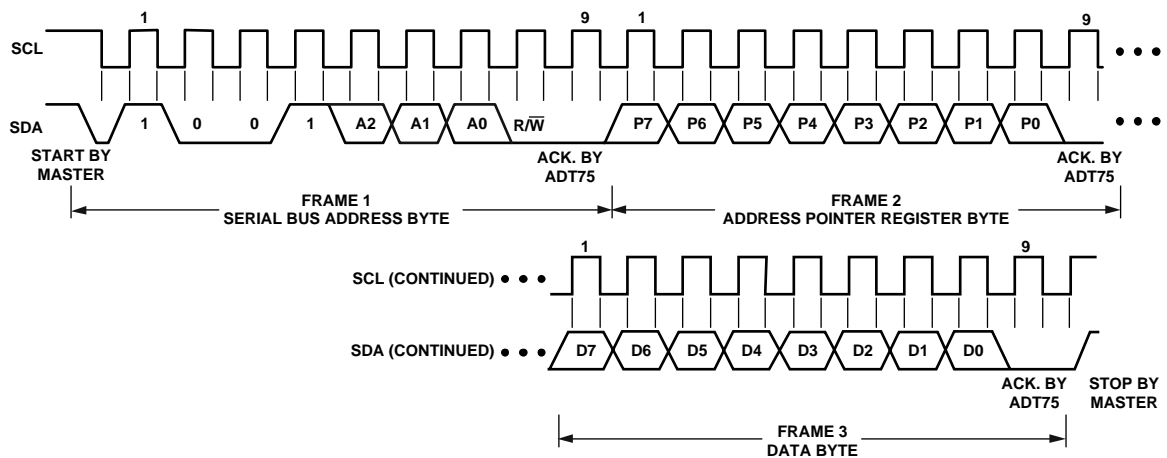 1 9 1 9
SCL
SDA 1 0 0 1 A2 A1 A0 R/W̅ P7 P6 P5 P4 P3 P2 P1 P0
START BY MASTER
ACK. BY ADT75
ACK. BY ADT75
FRAME 1
SERIAL BUS ADDRESS BYTE
FRAME 2
ADDRESS POINTER REGISTER BYTE
1 9
SCL (CONTINUED)
SDA (CONTINUED) D7 D6 D5 D4 D3 D2 D1 D0
ACK. BY ADT75
STOP BY MASTER
FRAME 3
DATA BYTE